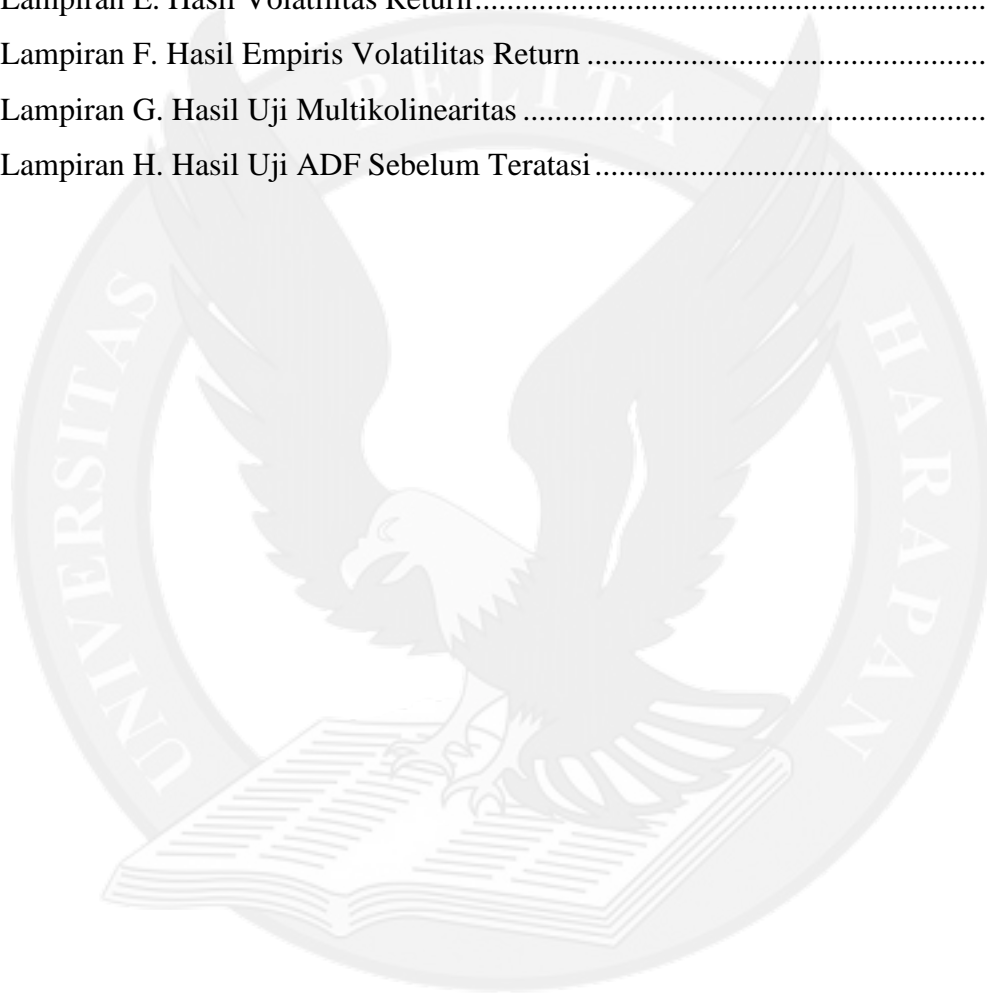 Lampiran E. Hasil Volatilitas Return........................................................................
Lampiran F. Hasil Empiris Volatilitas Return ..................................................
Lampiran G. Hasil Uji Multikolinearitas ..........................................................
Lampiran H. Hasil Uji ADF Sebelum Teratasi.................................................
UNIVERSITAS PELITA HARAPAN